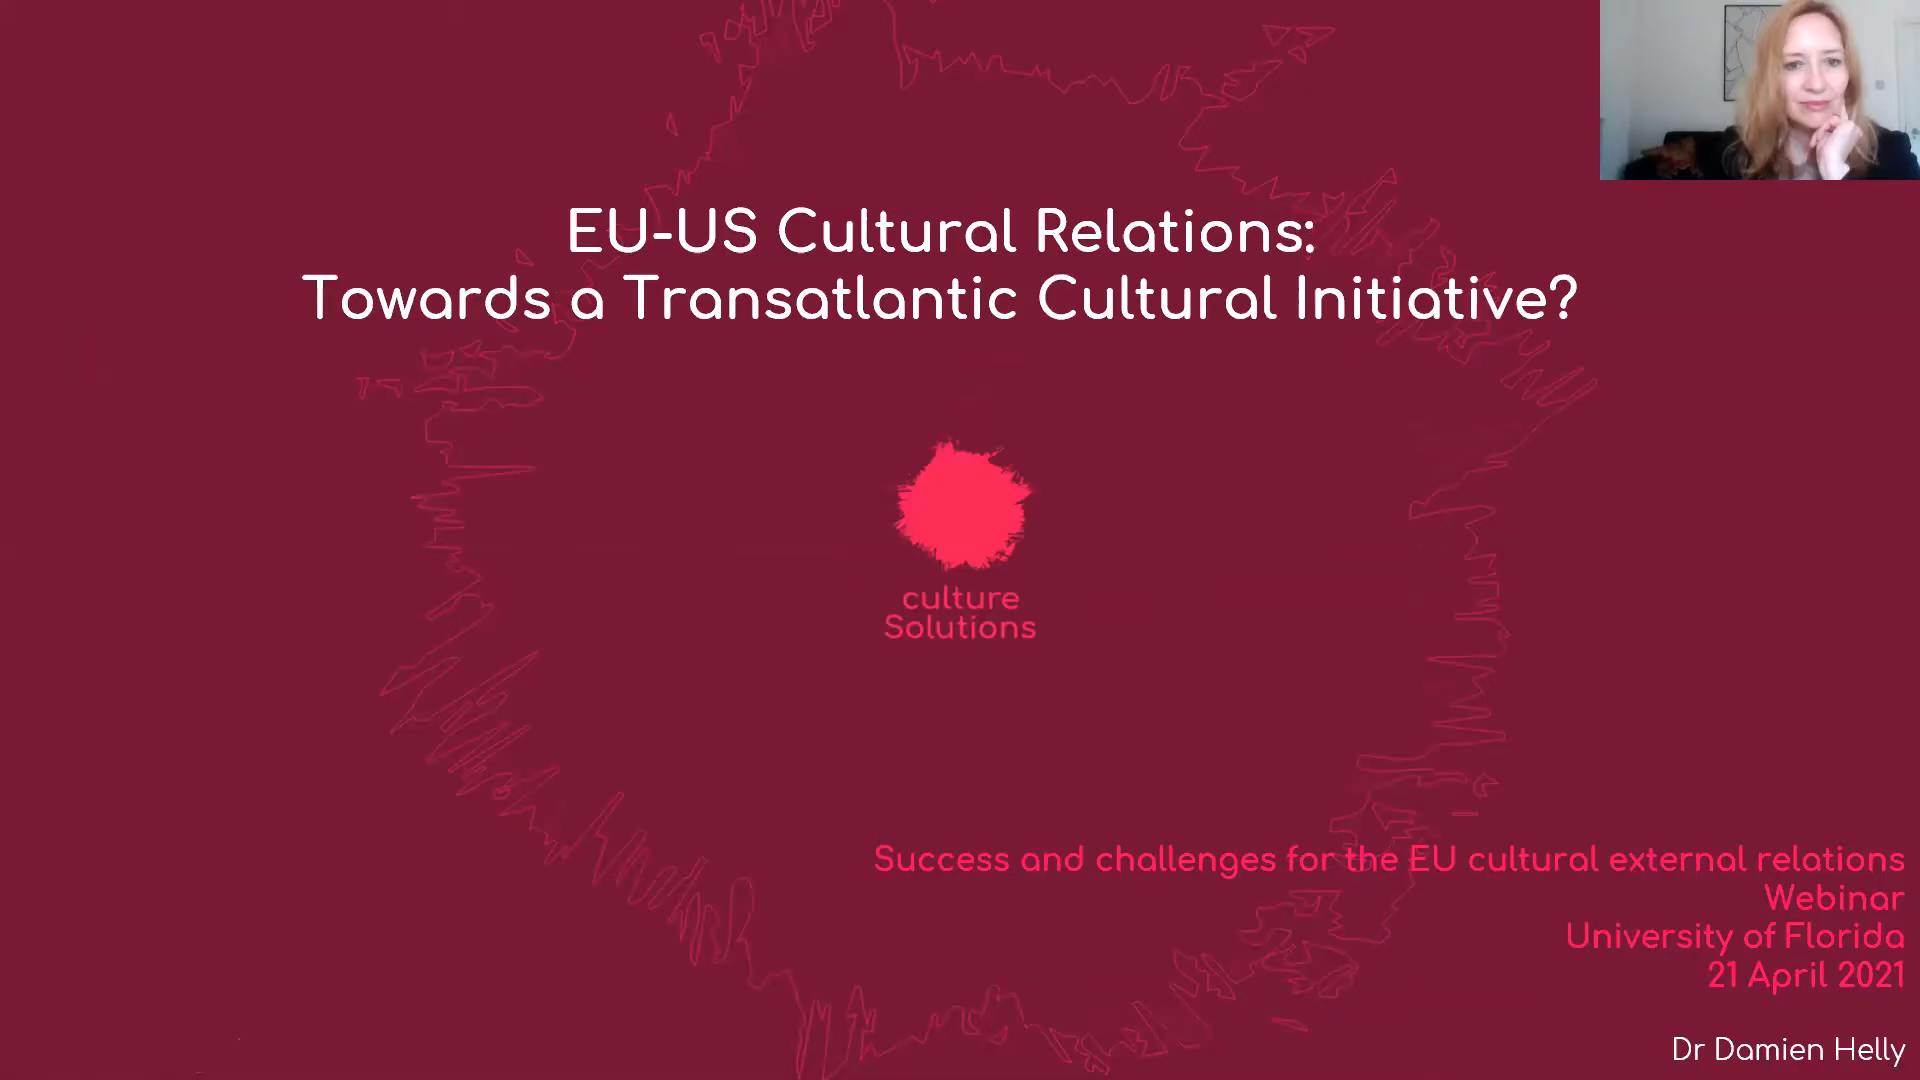 EU-US Cultural Relations:
Towards a Transatlantic Cultural Initiative?
culture
Solutions
Success and challenges for the EU cultural external relations
Webinar
University of Florida
21 April 2021
Dr Damien Helly